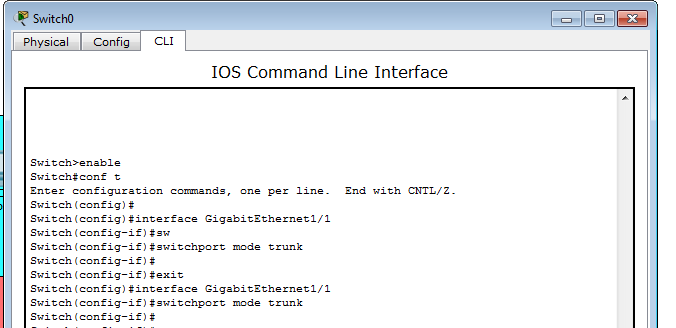 Switch0
Physical Config CLI
IOS Command Line Interface
Switch>enable
Switch#conf t
Enter configuration commands, one per line.  End with CNTL/Z.
Switch(config)#
Switch(config)#interface GigabitEthernet1/1
Switch(config-if)#sw
Switch(config-if)#switchport mode trunk
Switch(config-if)#
Switch(config-if)#exit
Switch(config)#interface GigabitEthernet1/1
Switch(config-if)#switchport mode trunk
Switch(config-if)#